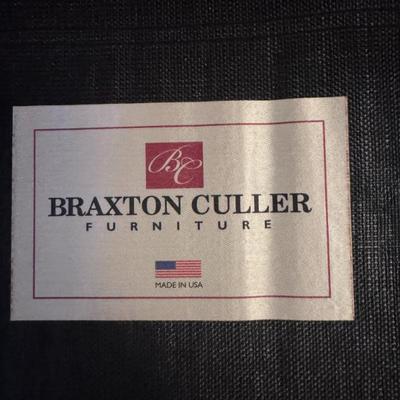 BC
BRAXTON CULLER
FURNITURE
MADE IN USA